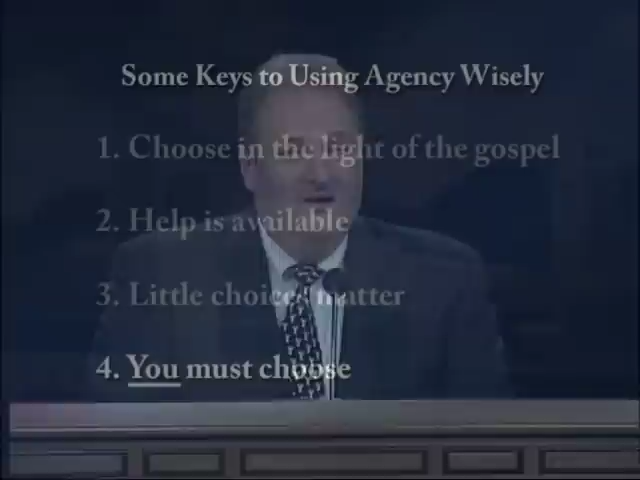 Some Keys to Using Agency Wisely
1. Choose in the light of the gospel
2. Help is available
3. Little choices matter
4. You must choose